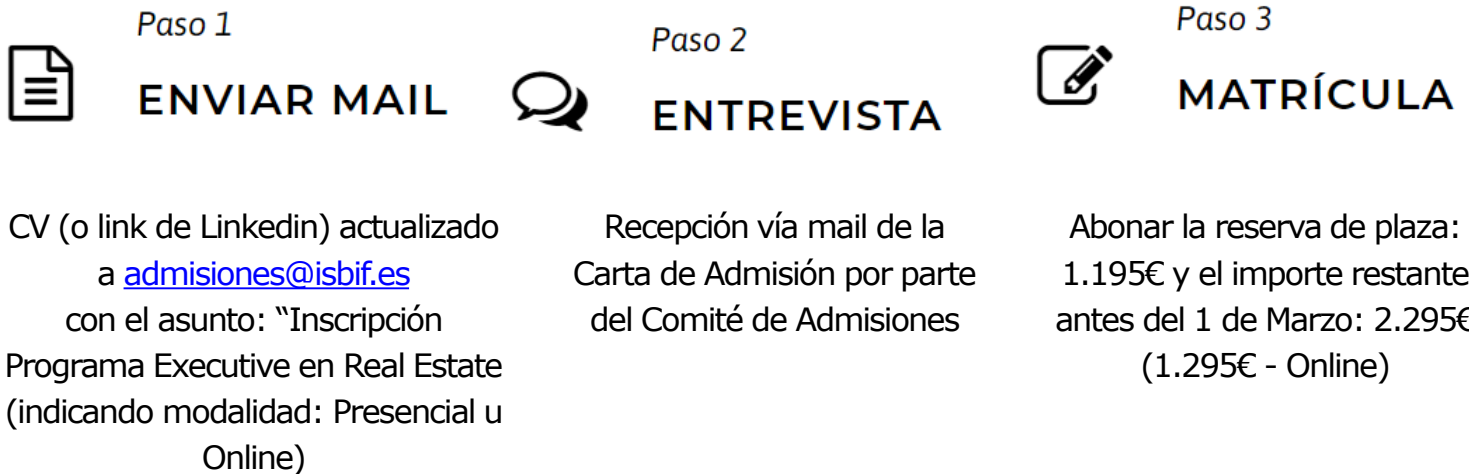 Paso 1
ENVIAR MAIL
CV (o link de Linkedin) actualizado
a admisiones@isbif.es
con el asunto: “Inscripción
Programa Executive en Real Estate
(indicando modalidad: Presencial u
Online)
Paso 2
ENTREVISTA
Recepción vía mail de la
Carta de Admisión por parte
del Comité de Admisiones
Paso 3
MATRÍCULA
Abonar la reserva de plaza:
1.195€ y el importe restante
antes del 1 de Marzo: 2.295€
(1.295€ - Online)